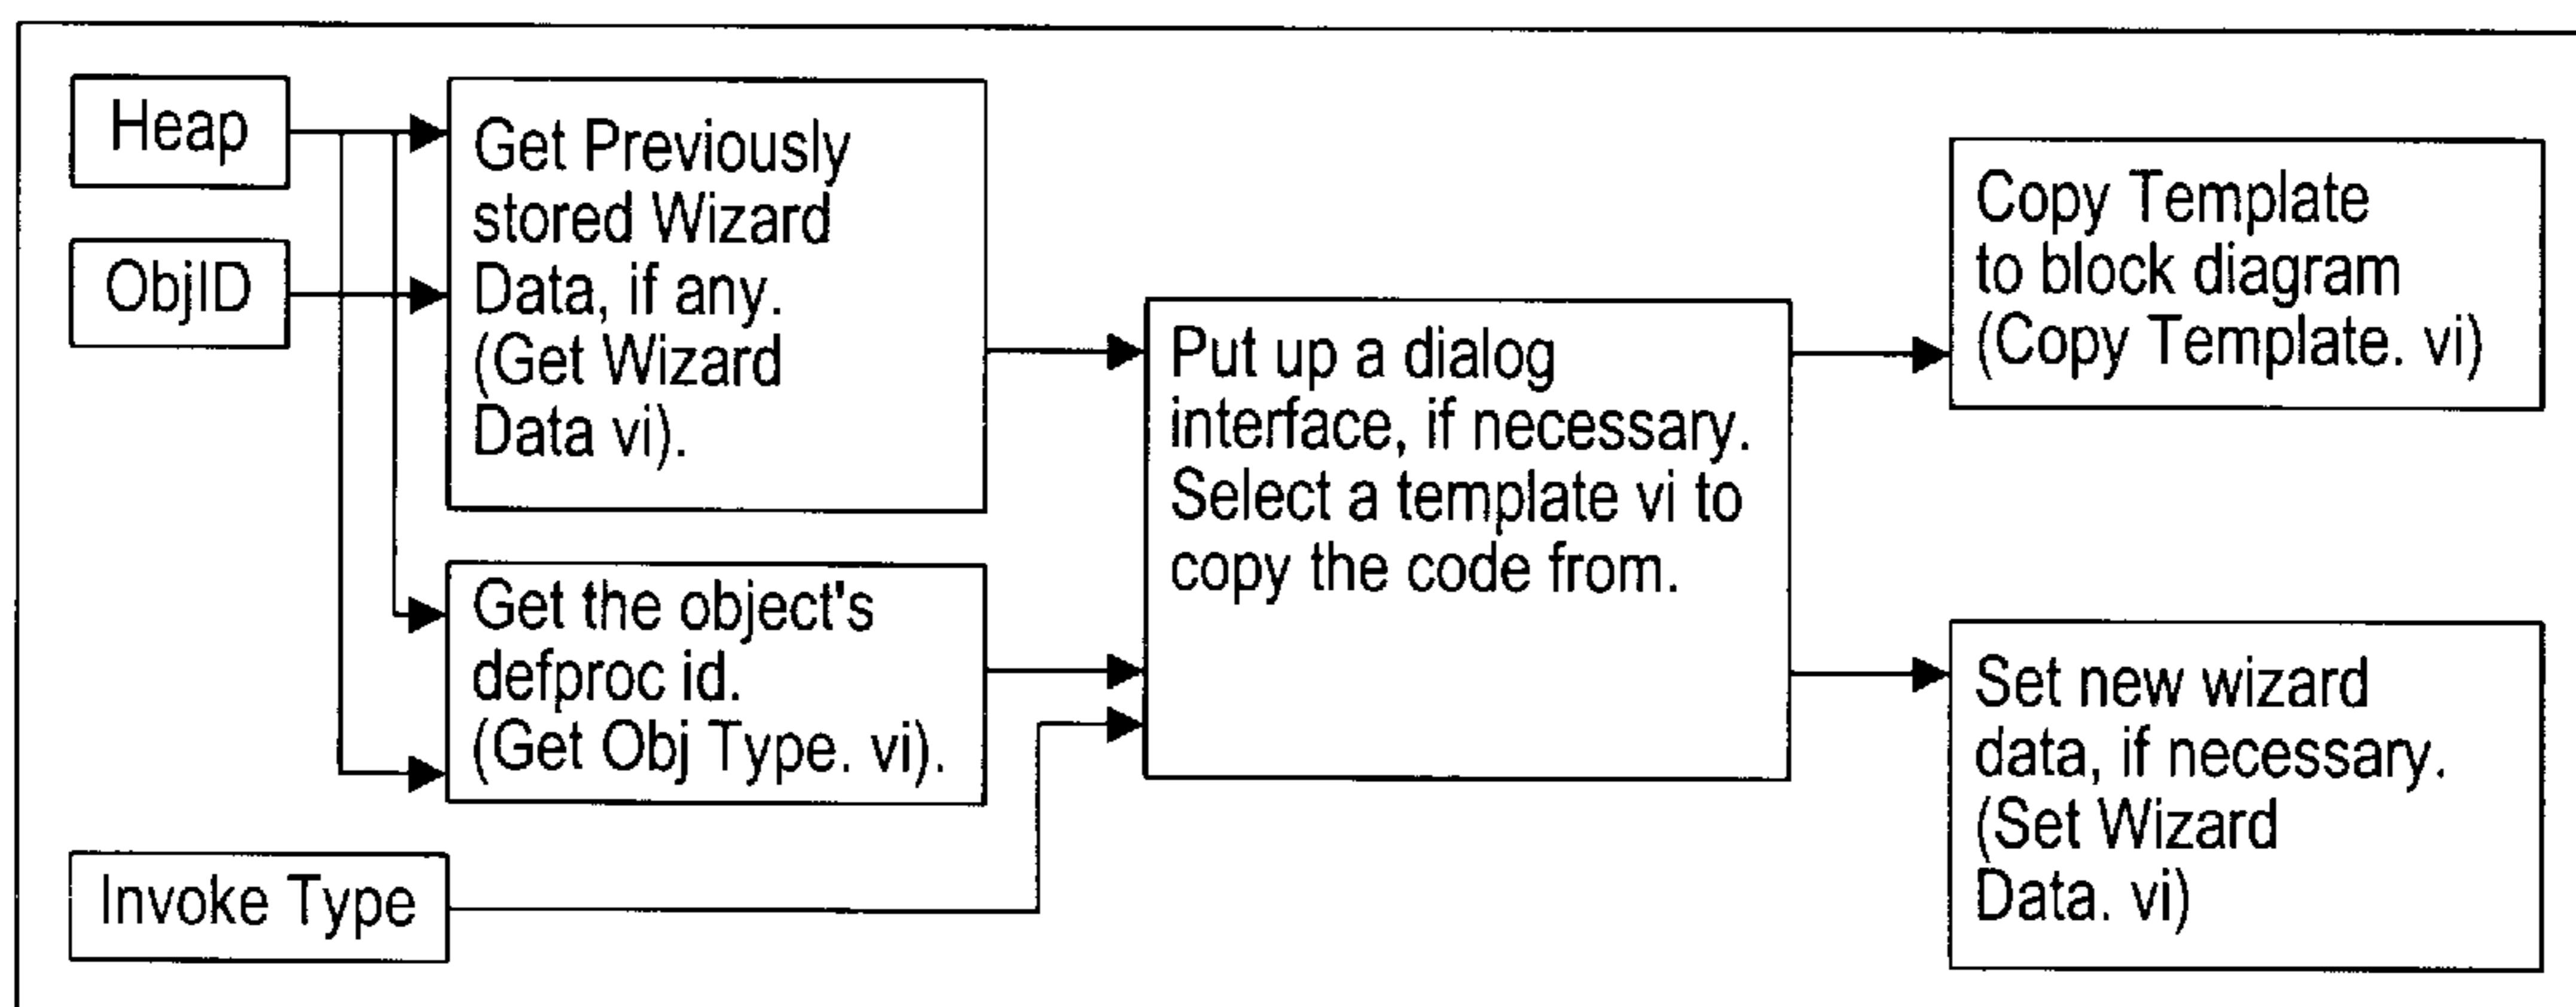 Heap
ObjID
Get Previously
stored Wizard
Data, if any.
(Get Wizard
Data vi).
Get the object's
defproc id.
(Get Obj Type. vi).
Invoke Type
Put up a dialog
interface, if necessary.
Select a template vi to
copy the code from.
Copy Template
to block diagram
(Copy Template. vi)
Set new wizard
data, if necessary.
(Set Wizard
Data. vi)